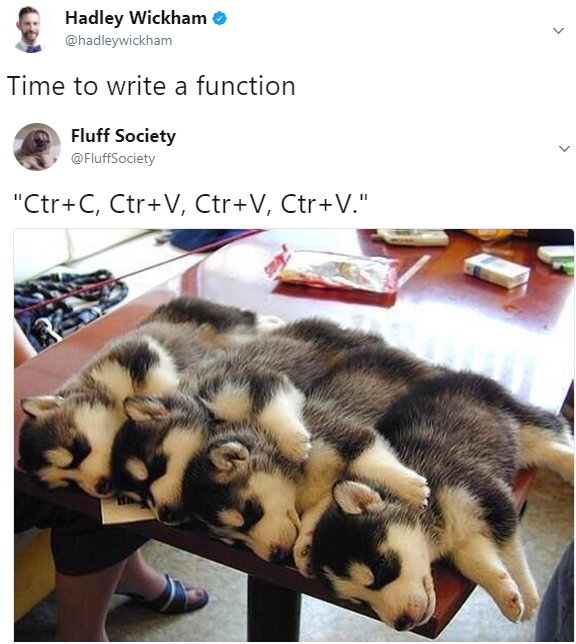 Hadley Wickham
@hadleywickham
Time to write a function
Fluff Society
@FluffSociety
"Ctr+C, Ctr+V, Ctr+V, Ctr+V."